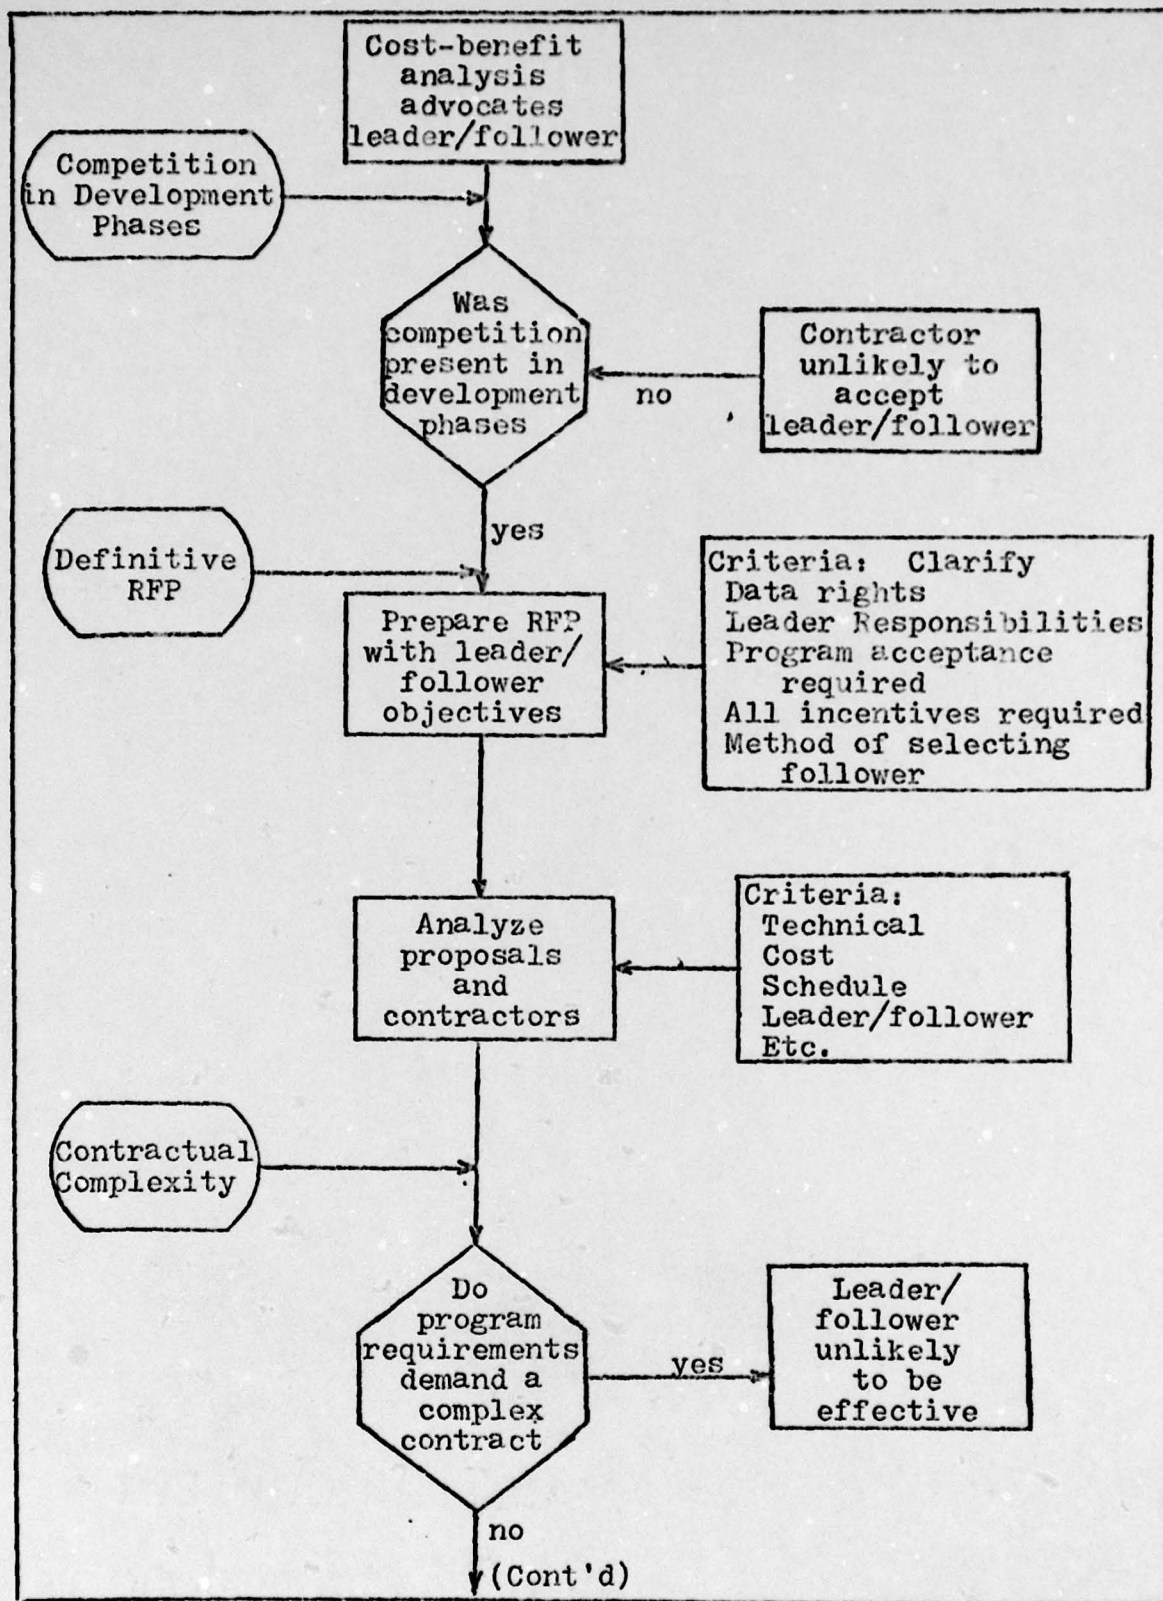 Cost-benefit
analysis
advocates
leader/follower
Competition
in Development
Phases
Was
competition
present in
development
phases
no
Contractor
unlikely to
accept
leader/follower
yes
Definitive
RFP
Prepare RFP
with leader/
follower
objectives
Criteria: Clarify
Data rights
Leader Responsibilities
Program acceptance
required
All incentives required
Method of selecting
follower
Analyze
proposals
and
contractors
Criteria:
Technical
Cost
Schedule
Leader/follower
Etc.
Contractual
Complexity
Do
program
requirements
demand a
complex
contract
yes
Leader/
follower
unlikely
to be
effective
no
(Cont'd)